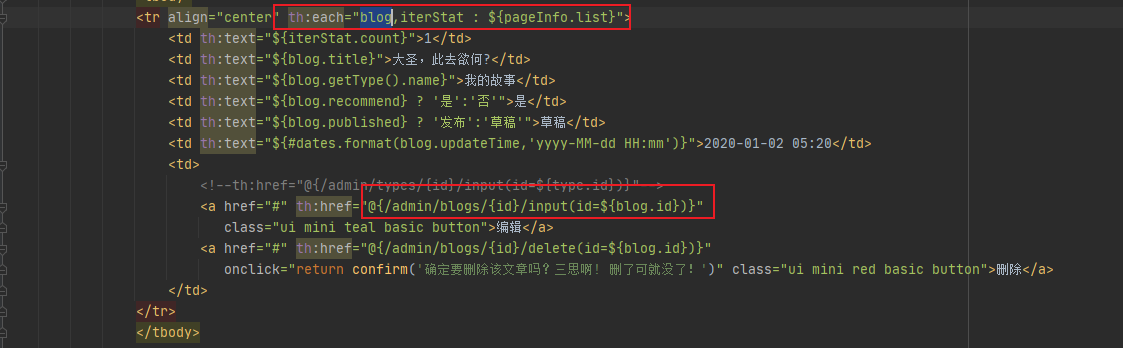 <tbody>
<tr align="center" th:each="blog,iterStat : ${pageInfo.list}">
<td th:text="${iterStat.count}">1</td>
<td th:text="${blog.title}">大圣，此去欲何?</td>
<td th:text="${blog.getType().name}">我的故事</td>
<td th:text="${blog.recommend} ? '是':'否'">是</td>
<td th:text="${blog.published} ? '发布':'草稿'">草稿</td>
<td th:text="${#dates.format(blog.updateTime,'yyyy-MM-dd HH:mm')}">2020-01-02 05:20</td>
<td>
<!--th:href="@{/admin/types/{id}/input(id=${type.id})}"-->
<a href="#" th:href="@{/admin/blogs/{id}/input(id=${blog.id})}"
class="ui mini teal basic button">编辑</a>
<a href="#" th:href="@{/admin/blogs/{id}/delete(id=${blog.id})}"
onclick="return confirm('确定要删除该文章吗？三思啊! 删了可就没了!')" class="ui mini red basic button">删除</a>
</td>
</tr>
</tbody>